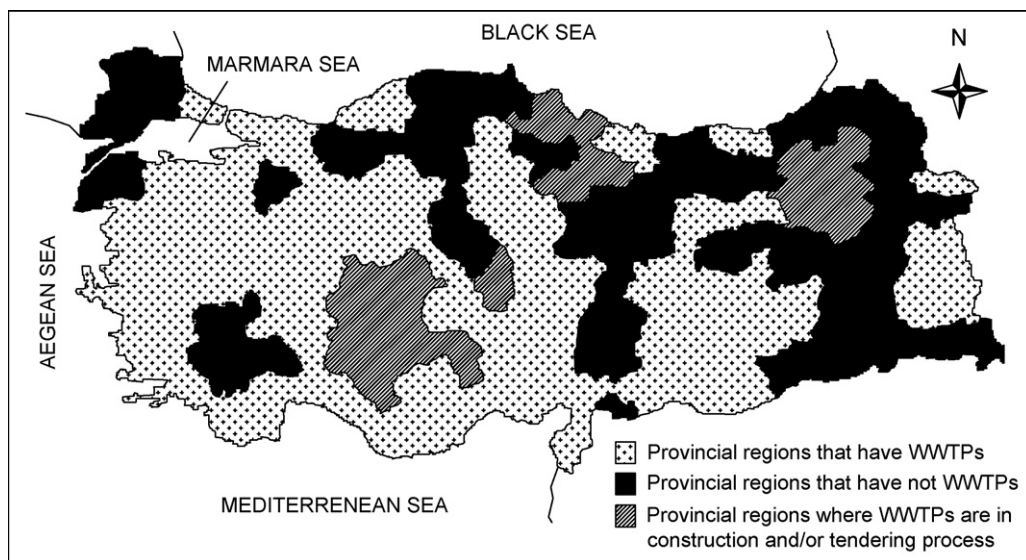 BLACK SEA
N
MARMARA SEA
AEGEAN SEA
MEDITERRENEAN SEA
Provincial regions that have WWTPs
Provincial regions that have not WWTPs
Provincial regions where WWTPs are in
construction and/or tendering process